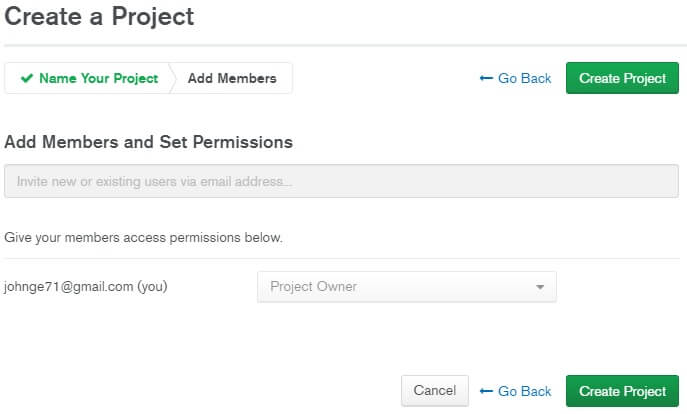 Create a Project
Name Your Project Add Members Go Back Create Project
Add Members and Set Permissions
Invite new or existing users via email address...
Give your members access permissions below.
johnge71@gmail.com (you) Project Owner
Cancel Go Back Create Project